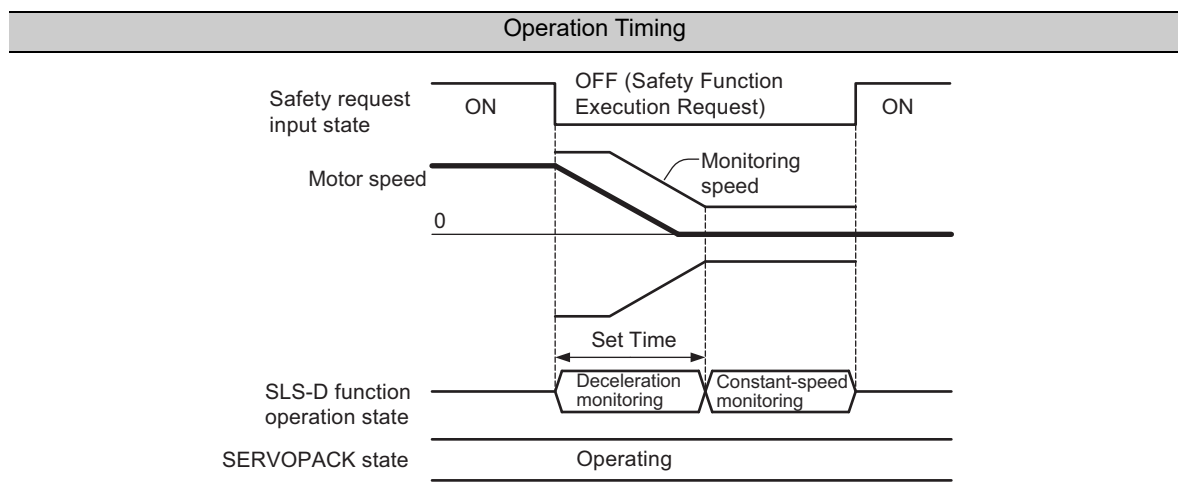 Operation Timing
Safety request
input state
ON
OFF (Safety Function
Execution Request)
ON
Motor speed
Monitoring
speed
0
Set Time
SLS-D function
operation state
Deceleration
monitoring
Constant-speed
monitoring
SERVOPACK state
Operating